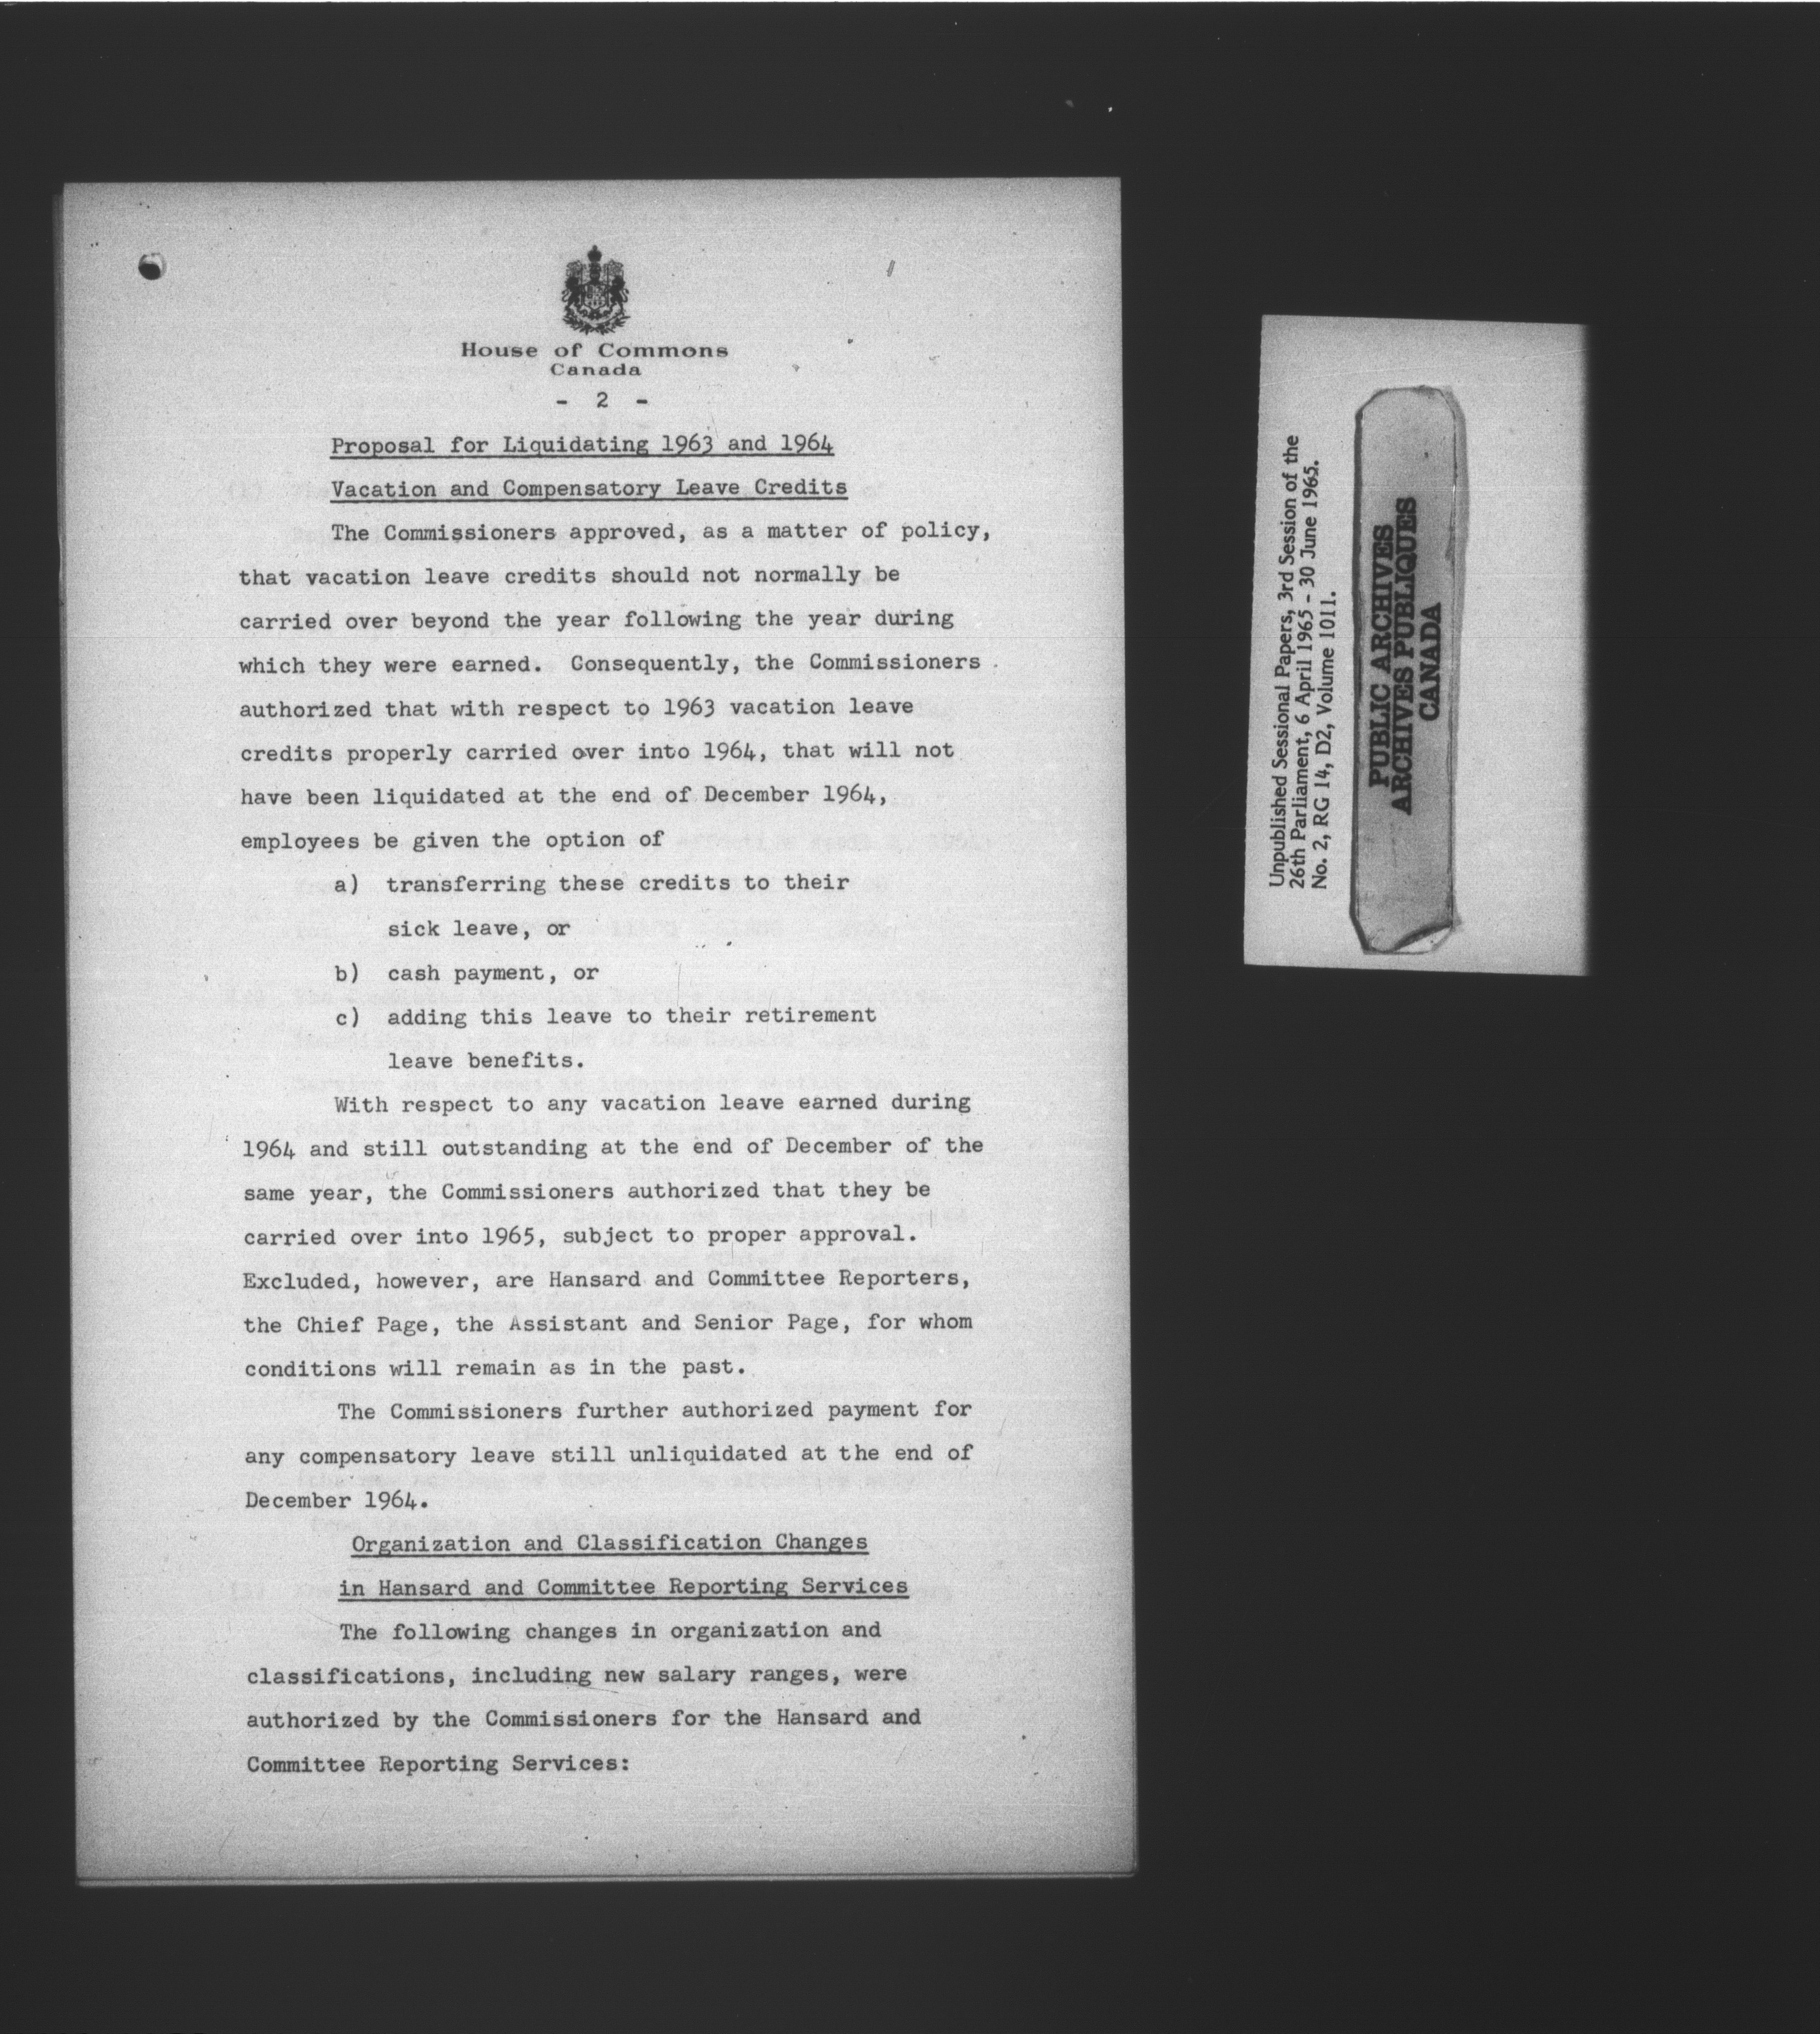 House of Commons
Canada
- 2 -
Proposal for Liquidating 1963 and 1964
Vacation and Compensatory Leave Credits
The Commissioners approved, as a matter of policy,
that vacation leave credits should not normally be
carried over beyond the year following the year during
which they were earned. Consequently, the Commissioners
authorized that with respect to 1963 vacation leave
credits properly carried over into 1964, that will not
have been liquidated at the end of December 1964,
employees be given the option of
a) transferring these credits to their
sick leave, or
b) cash payment, or
c) adding this leave to their retirement
leave benefits.
With respect to any vacation leave earned during
1964 and still outstanding at the end of December of the
same year, the Commissioners authorized that they be
carried over into 1965, subject to proper approval.
Excluded, however, are Hansard and Committee Reporters,
the Chief Page, the Assistant and Senior Page, for whom
conditions will remain as in the past.
The Commissioners further authorized payment for
any compensatory leave still unliquidated at the end of
December 1964.
Organization and Classification Changes
in Hansard and Committee Reporting Services
The following changes in organization and
classifications, including new salary ranges, were
authorized by the Commissioners for the Hansard and
Committee Reporting Services:
Unpublished Sessional Papers, 3rd Session of the
26th Parliament, 6 April 1965 - 30 June 1965.
No. 2, RG 14, D2, Volume 1011.
PUBLIC ARCHIVES
ARCHIVES PUBLIQUES
CANADA